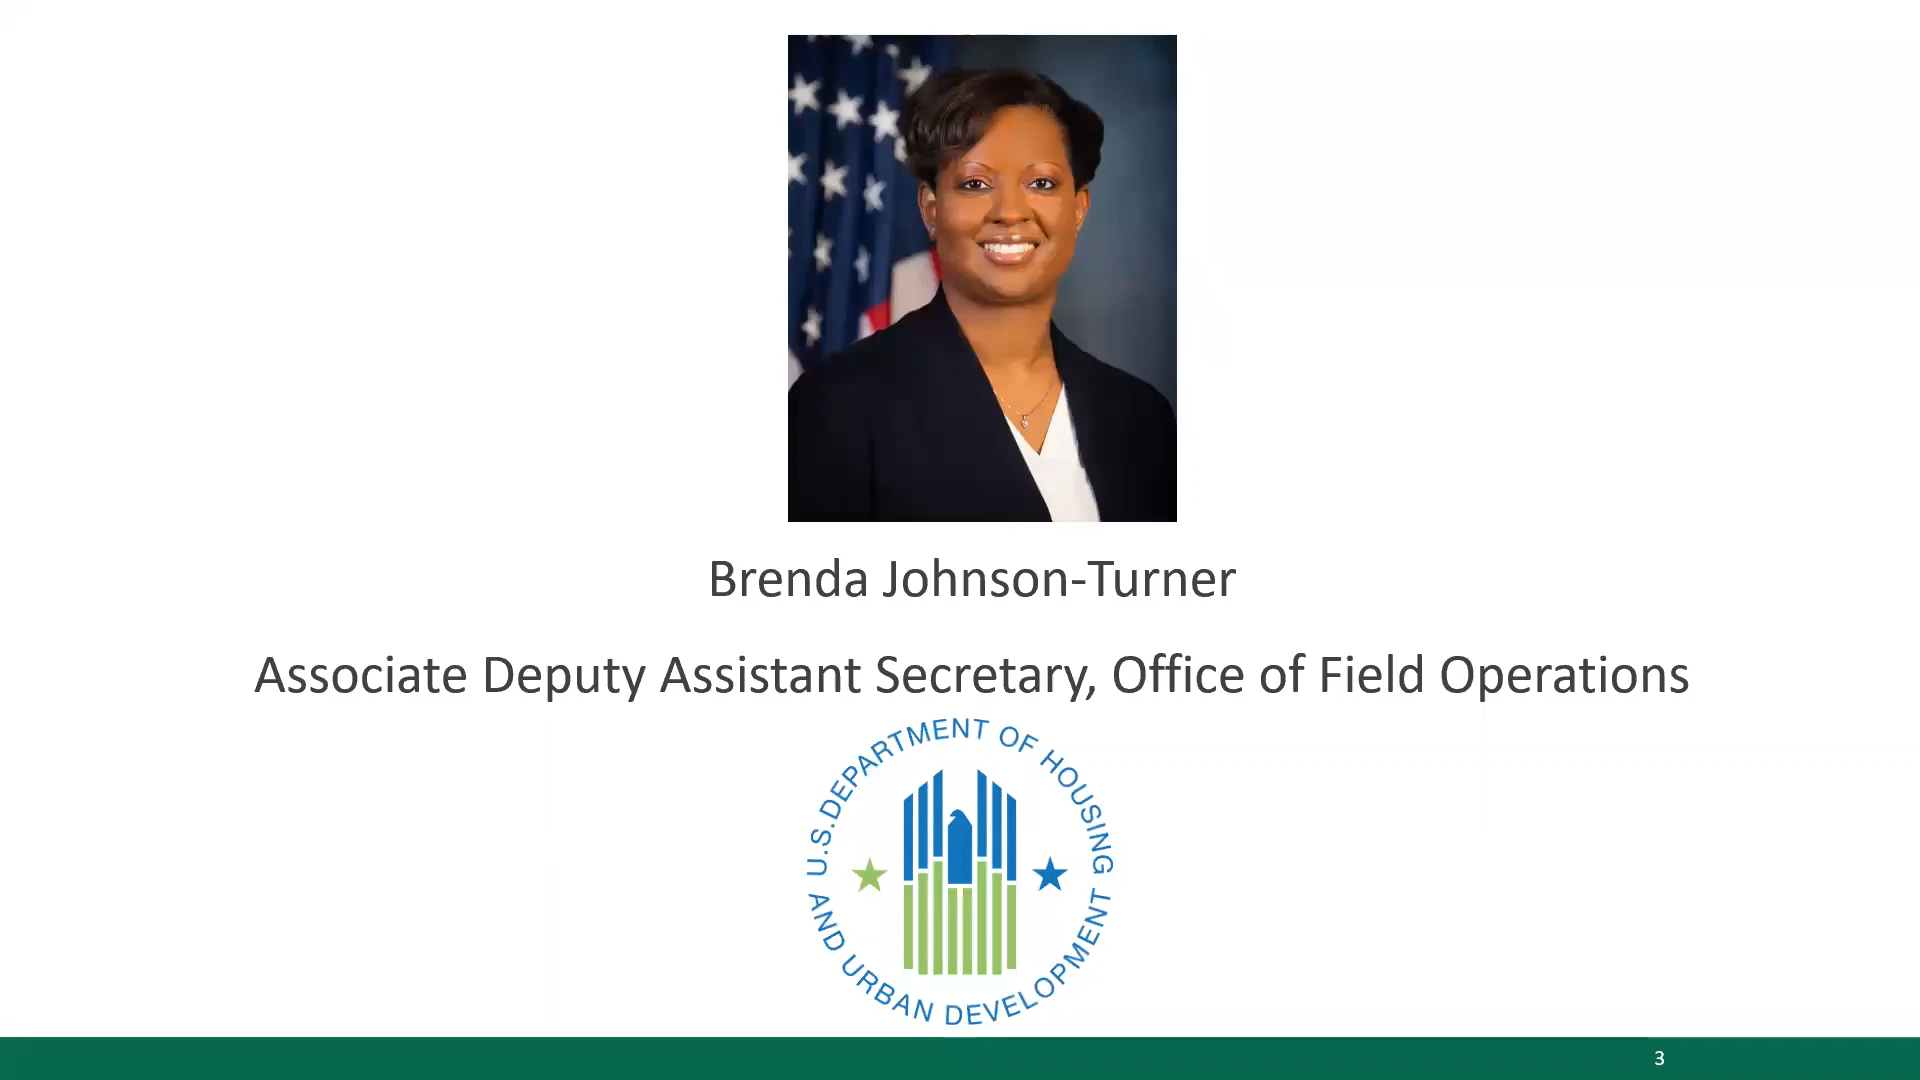 Brenda Johnson-Turner
Associate Deputy Assistant Secretary, Office of Field Operations
U.S.DEPARTMENT OF HOUSING
AND URBAN DEVELOPMENT
3